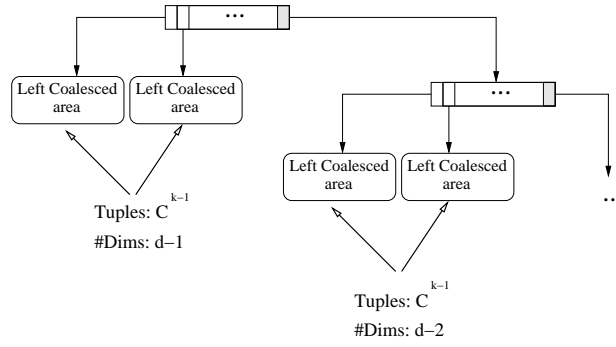 ...
Left Coalesced
area
Left Coalesced
area
...
Left Coalesced
area
Left Coalesced
area
..
Tuples: C^{k−1}
#Dims: d−1
Tuples: C^{k−1}
#Dims: d−2